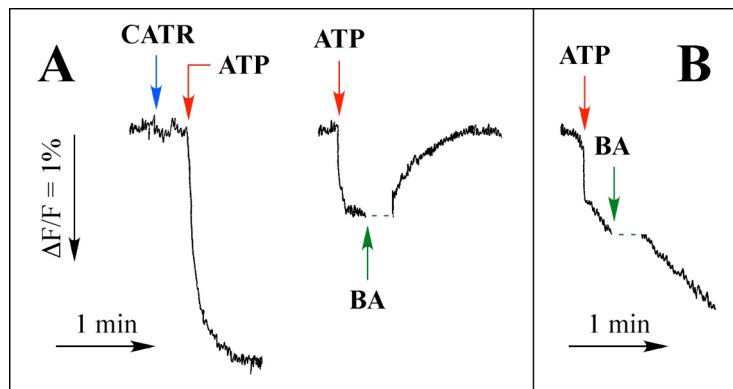 A
CATR
ATP
ATP
BA
ΔF/F = 1%
1 min
B
ATP
BA
1 min